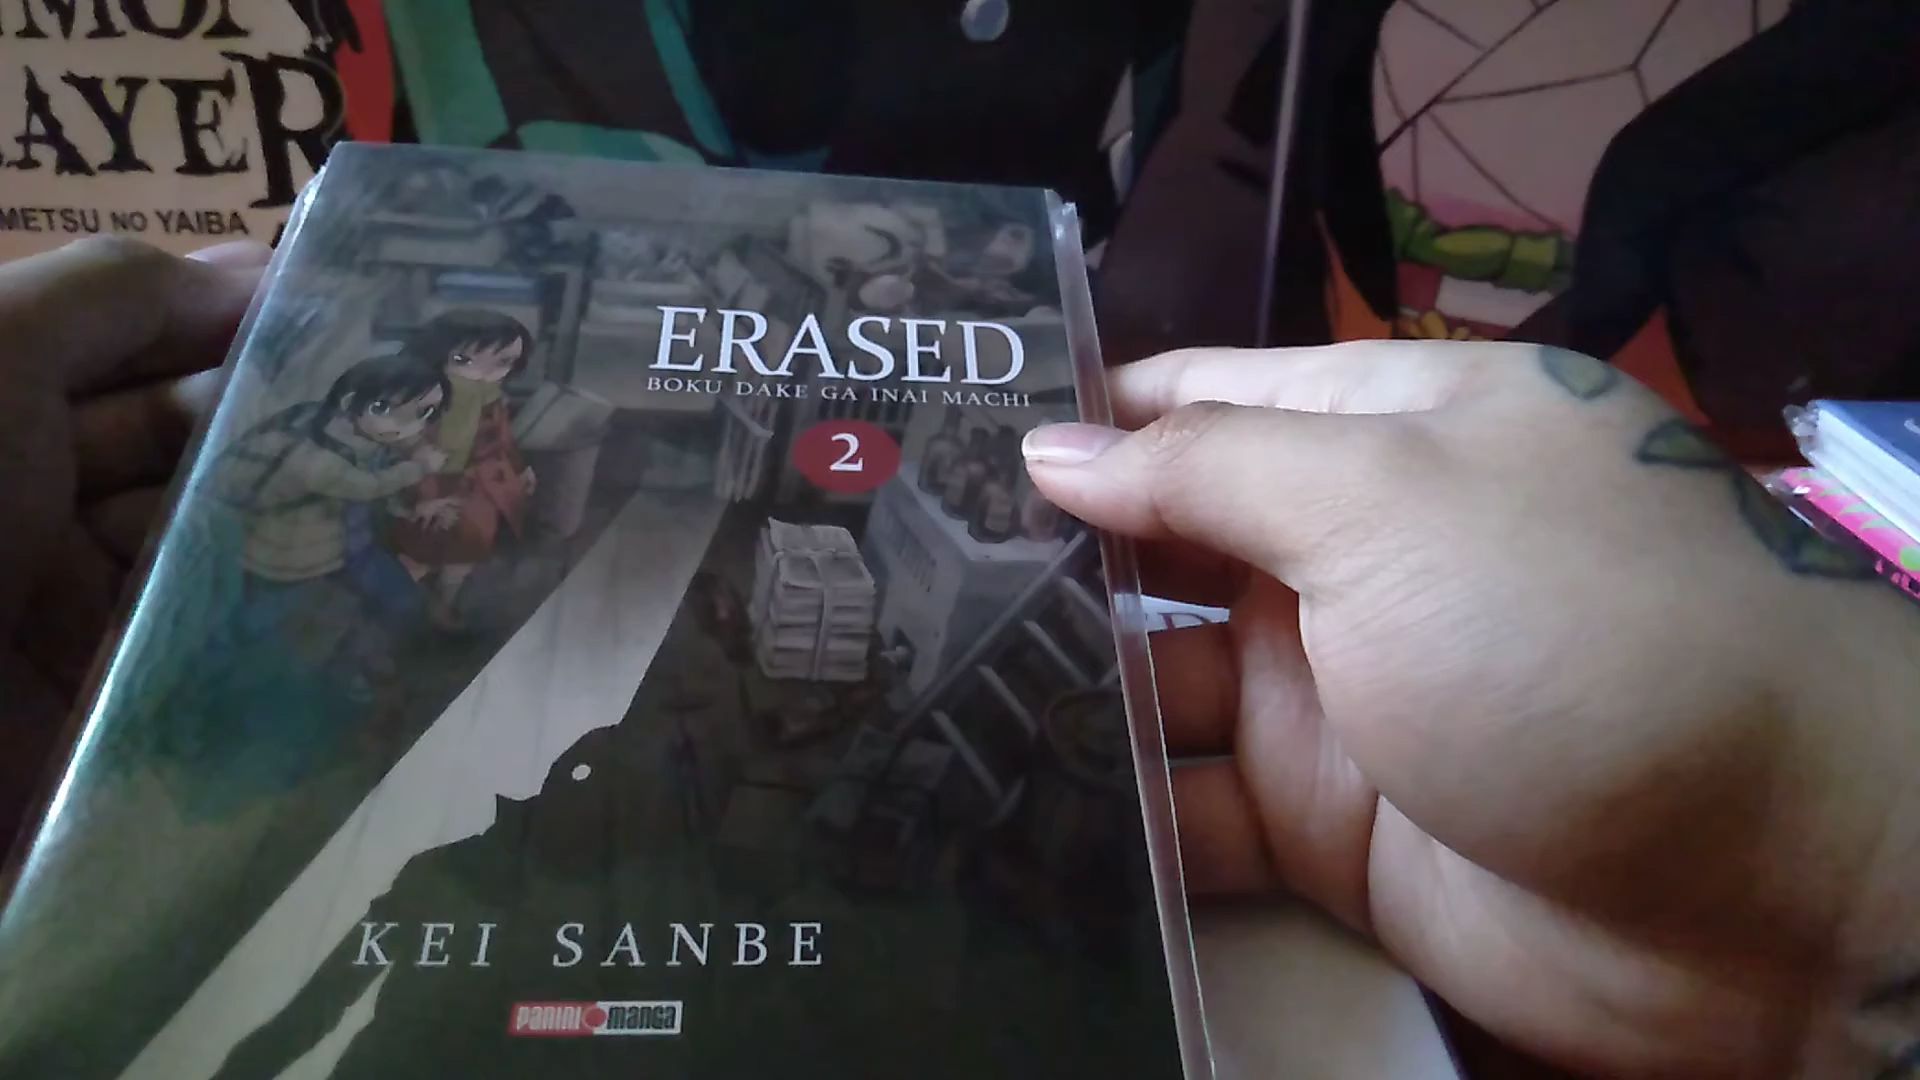 AYER
METSU NO YAIBA
ERASED
BOKU DAKE GA INAI MACHI
2
KEI SANBE
PANINI manga